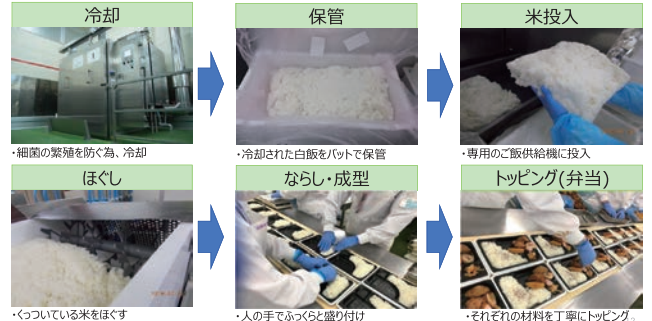 冷却
保管
米投入
・細菌の繁殖を防ぐ為、冷却
・冷却された白飯をバットで保管
・専用のご飯供給機に投入
ほぐし
ならし・成型
トッピング(弁当)
・くっついている米をほぐす
・人の手でふっくらと盛り付け
・それぞれの材料を丁寧にトッピング。